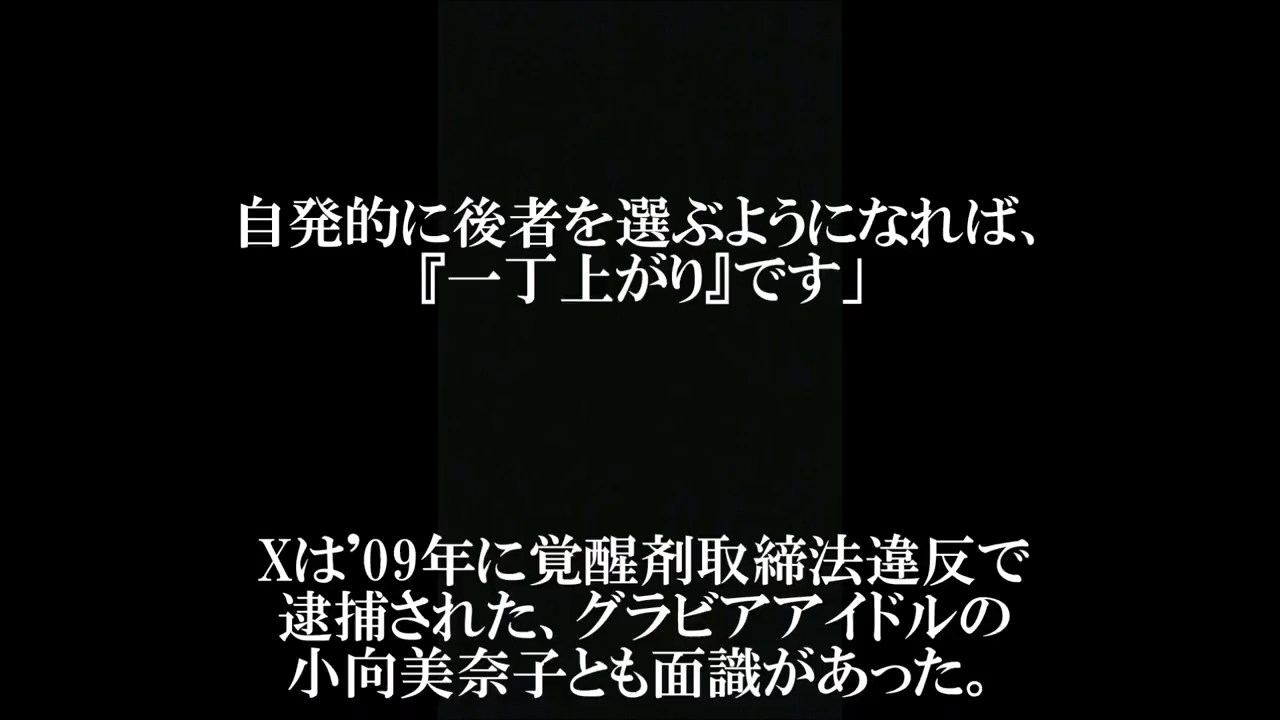 自発的に後者を選ぶようになれば、
『一丁上がり』です」
Xは’09年に覚醒剤取締法違反で
逮捕された、グラビアアイドルの
小向美奈子とも面識があった。